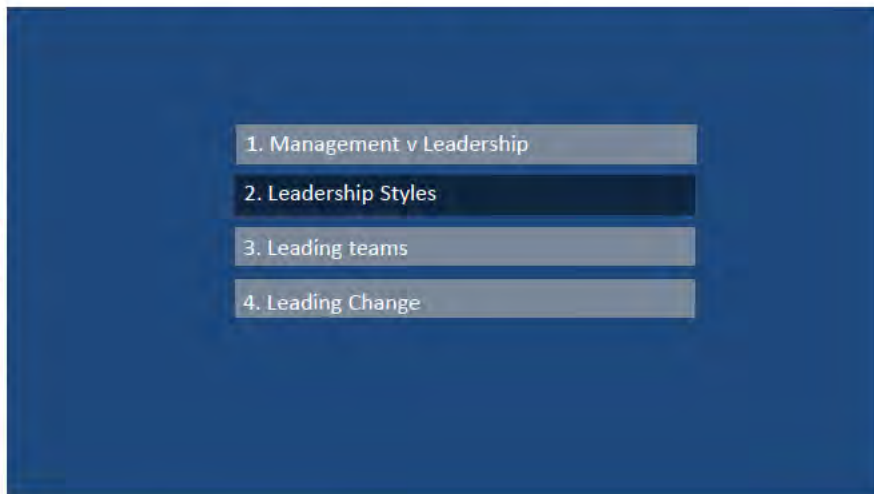 1. Management v Leadership
2. Leadership Styles
3. Leading teams
4. Leading Change